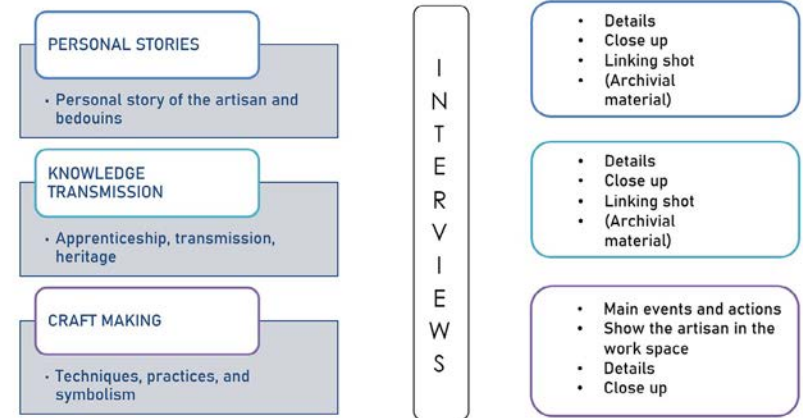 PERSONAL STORIES
• Personal story of the artisan and
bedouins
KNOWLEDGE
TRANSMISSION
• Apprenticeship, transmission,
heritage
CRAFT MAKING
• Techniques, practices, and
symbolism
I
N
T
E
R
V
I
E
W
S
• Details
• Close up
• Linking shot
• (Archivial
material)
• Details
• Close up
• Linking shot
• (Archivial
material)
• Main events and actions
• Show the artisan in the
work space
• Details
• Close up